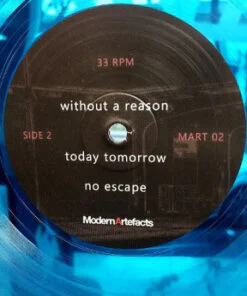 33 RPM
without a reason
SIDE 2
MART 02
today tomorrow
no escape
ModernArtefacts